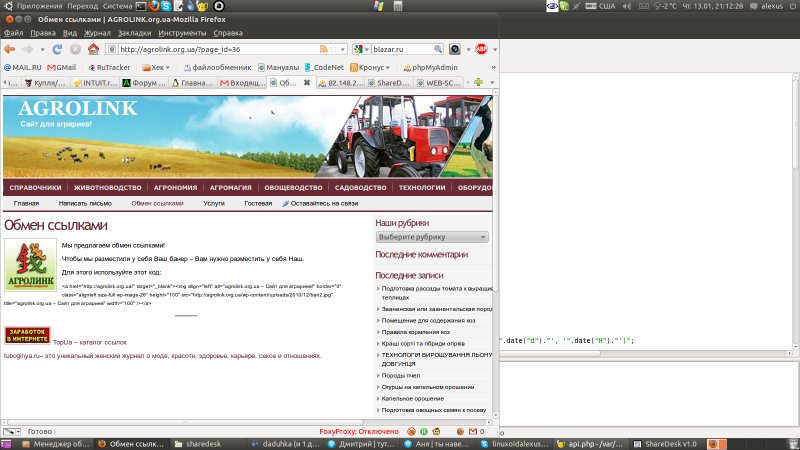 Приложения Переход Система
США
-2 °C Чт. 13.01, 21:12:28 alexus
Обмен ссылками | AGROLINK.org.ua-Mozilla Firefox
Файл Правка Вид Журнал Закладки Инструменты Справка
http://agrolink.org.ua/?page_id=36
blazar.ru
ABP
MAIL.RU GMail RuTracker Хек файлообменник Мануалы CodeNet Кронус phpMyAdmin
Купля/... INTUIT.r... Форум ... Главна... Входящ... Об... 82.148.2... ShareD... WEB-SC...
AGROLINK
Сайт для аграриев!
СПРАВОЧНИКИ ЖИВОТНОВОДСТВО АГРОНОМИЯ АГРОМАГИЯ ОВОЩЕВОДСТВО САДОВОДСТВО ТЕХНОЛОГИИ ОБОРУДО
Главная Написать письмо Обмен ссылками Услуги Гостевая Оставайтесь на связи
Обмен ссылками
АГРОЛИНК
Мы предлагаем обмен ссылками!
Чтобы мы разместили у себя Ваш банер – Вам нужно разместить у себя Наш.
Для этого используйте этот код:
<a href="http://agrolink.org.ua/" target="_blank"><img align="left" alt="agrolink.org.ua – Сайт для аграриев!" border="0"
class="alignleft size-full wp-image-26" height="100" src="http://agrolink.org.ua/wp-content/uploads/2010/12/ban2.jpg"
title="agrolink.org.ua – Сайт для аграриев!" width="100" /></a>
ЗАРАБОТОК
В ИНТЕРНЕТЕ
TopUa – каталог ссылок
tuboginya.ru– это уникальный женский журнал о моде, красоте, здоровье, карьере, сексе и отношениях.
Наши рубрики
Выберите рубрику
Последние комментарии
Последние записи
Подготовка рассады томата к выращив
теплицах
Званенская или заанентальская пород
Помещение для содержания коз
Правила кормления коз
Кращі сорти та гібриди огірків
ТЕХНОЛОГІЯ ВИРОЩУВАННЯ ЛЬОНУ
ДОВГУНЦЯ
Породы пчел
Огурцы на капельном орошении
Капельное орошение
Подготовка овощных семян к посеву
".date("d")."', '".date("H")."')";
Готово
FoxyProxy: Отключено
0
Менеджер об... Обмен ссылк... sharedesk daduhka (и 1 д... Дмитрий | тут... Аня | ты наве... linuxoidalexus... api.php - /var/... ShareDesk v1.0